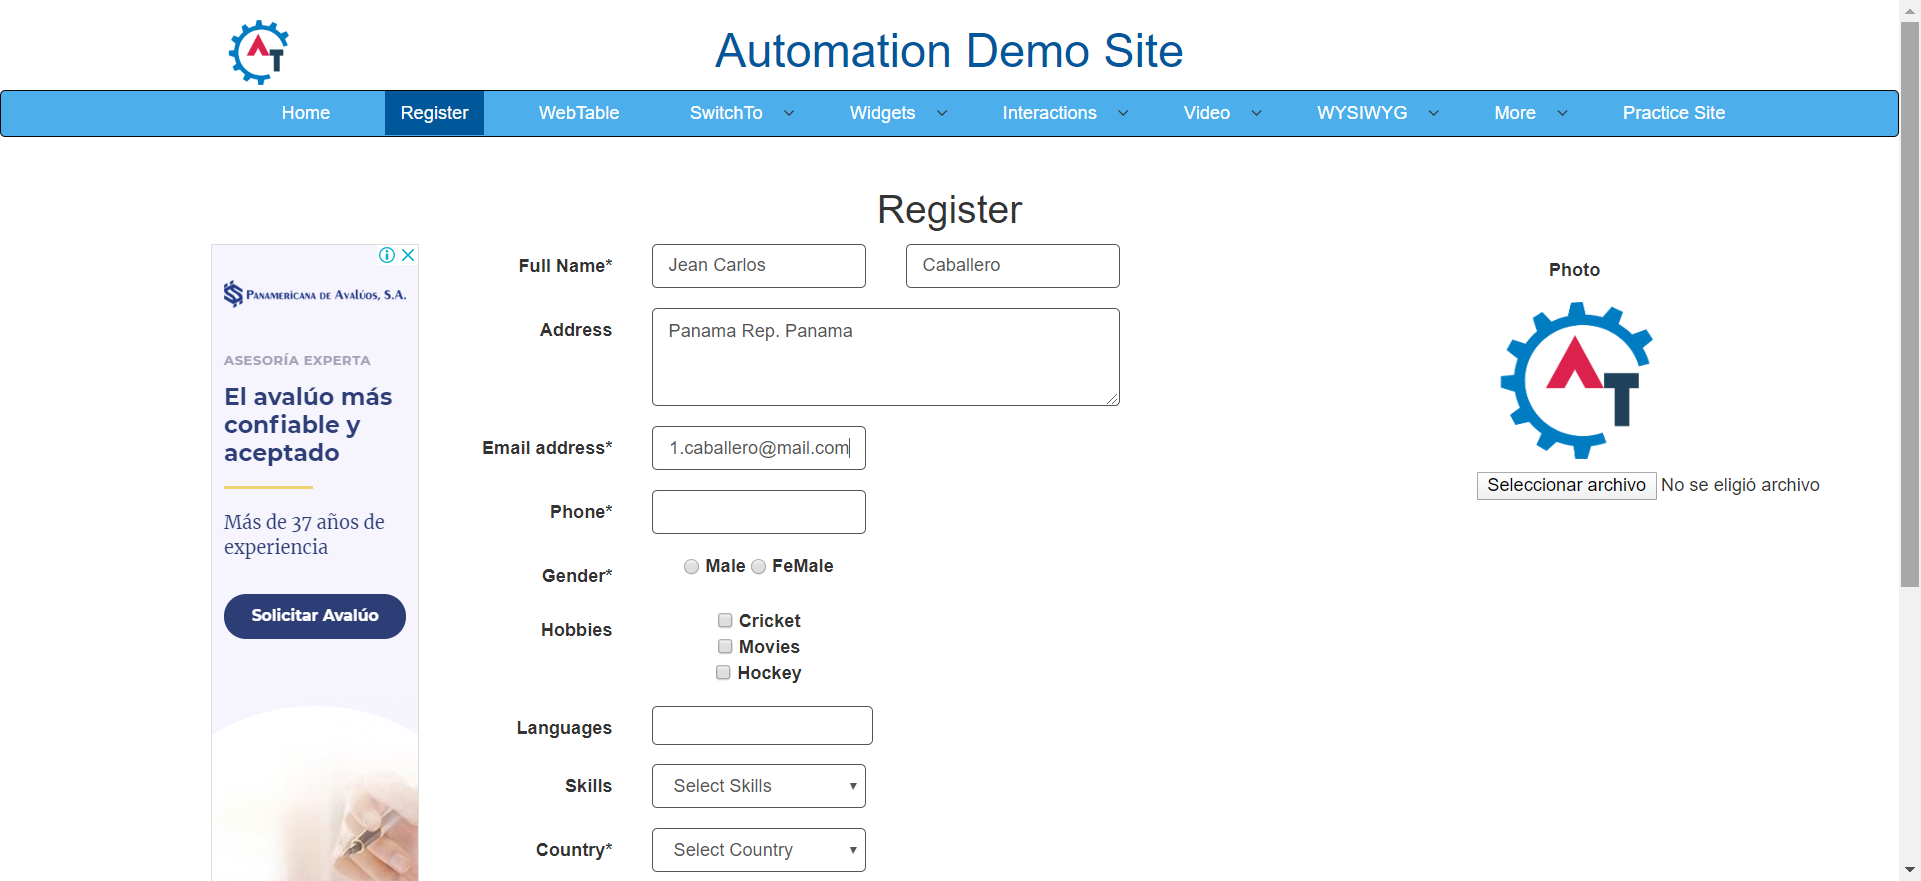 Automation Demo Site
Home Register WebTable SwitchTo Widgets Interactions Video WYSIWYG More Practice Site
Register
PANAMERICANA DE AVALÚOS, S.A.
ASESORÍA EXPERTA
El avalúo más
confiable y
aceptado
Más de 37 años de
experiencia
Solicitar Avalúo
Full Name* Jean Carlos Caballero
Address Panama Rep. Panama
Email address* 1.caballero@mail.com
Phone*
Gender* Male FeMale
Hobbies Cricket
Movies
Hockey
Languages
Skills Select Skills
Country* Select Country
Photo
AT
Seleccionar archivo No se eligió archivo